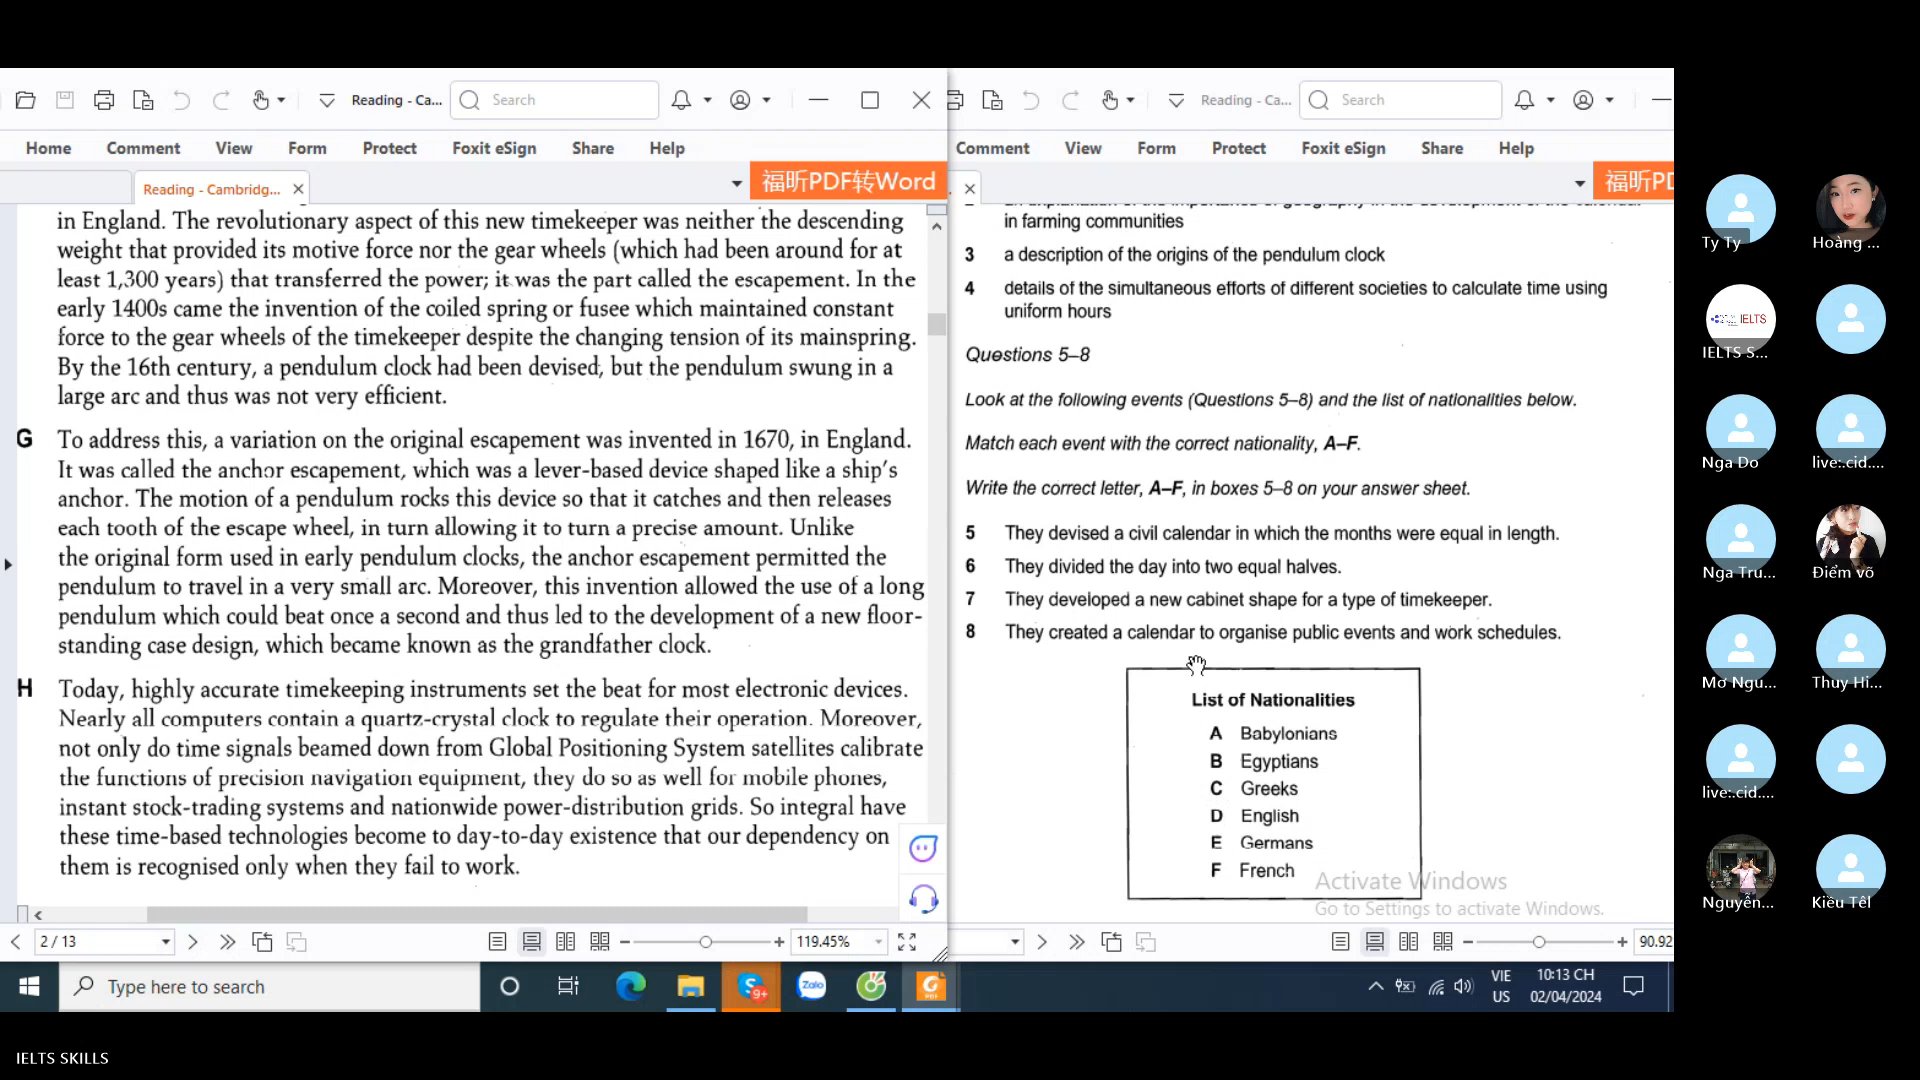 Reading - Ca...
Search
Reading - Ca...
Search
Home Comment View Form Protect Foxit eSign Share Help
Comment View Form Protect Foxit eSign Share Help
Reading - Cambridg...
福昕PDF转Word
福昕PD
in England. The revolutionary aspect of this new timekeeper was neither the descending
weight that provided its motive force nor the gear wheels (which had been around for at
least 1,300 years) that transferred the power; it was the part called the escapement. In the
early 1400s came the invention of the coiled spring or fusee which maintained constant
force to the gear wheels of the timekeeper despite the changing tension of its mainspring.
By the 16th century, a pendulum clock had been devised, but the pendulum swung in a
large arc and thus was not very efficient.
G To address this, a variation on the original escapement was invented in 1670, in England.
It was called the anchor escapement, which was a lever-based device shaped like a ship's
anchor. The motion of a pendulum rocks this device so that it catches and then releases
each tooth of the escape wheel, in turn allowing it to turn a precise amount. Unlike
the original form used in early pendulum clocks, the anchor escapement permitted the
pendulum to travel in a very small arc. Moreover, this invention allowed the use of a long
pendulum which could beat once a second and thus led to the development of a new floor-
standing case design, which became known as the grandfather clock.
H Today, highly accurate timekeeping instruments set the beat for most electronic devices.
Nearly all computers contain a quartz-crystal clock to regulate their operation. Moreover,
not only do time signals beamed down from Global Positioning System satellites calibrate
the functions of precision navigation equipment, they do so as well for mobile phones,
instant stock-trading systems and nationwide power-distribution grids. So integral have
these time-based technologies become to day-to-day existence that our dependency on
them is recognised only when they fail to work.
in farming communities
3 a description of the origins of the pendulum clock
4 details of the simultaneous efforts of different societies to calculate time using
uniform hours
Questions 5–8
Look at the following events (Questions 5–8) and the list of nationalities below.
Match each event with the correct nationality, A–F.
Write the correct letter, A–F, in boxes 5–8 on your answer sheet.
5 They devised a civil calendar in which the months were equal in length.
6 They divided the day into two equal halves.
7 They developed a new cabinet shape for a type of timekeeper.
8 They created a calendar to organise public events and work schedules.
List of Nationalities
A Babylonians
B Egyptians
C Greeks
D English
E Germans
F French
Activate Windows
Go to Settings to activate Windows.
2 / 13
119.45%
90.92
Type here to search
9+
Zalo
VIE
US
10:13 CH
02/04/2024
Ty Ty
Hoàng ...
IELTS
IELTS S...
Nga Do
live:.cid....
Nga Tru...
Điểm võ
Mơ Ngu...
Thuy Hi...
live:.cid....
Nguyễn...
Kiều Têl
IELTS SKILLS